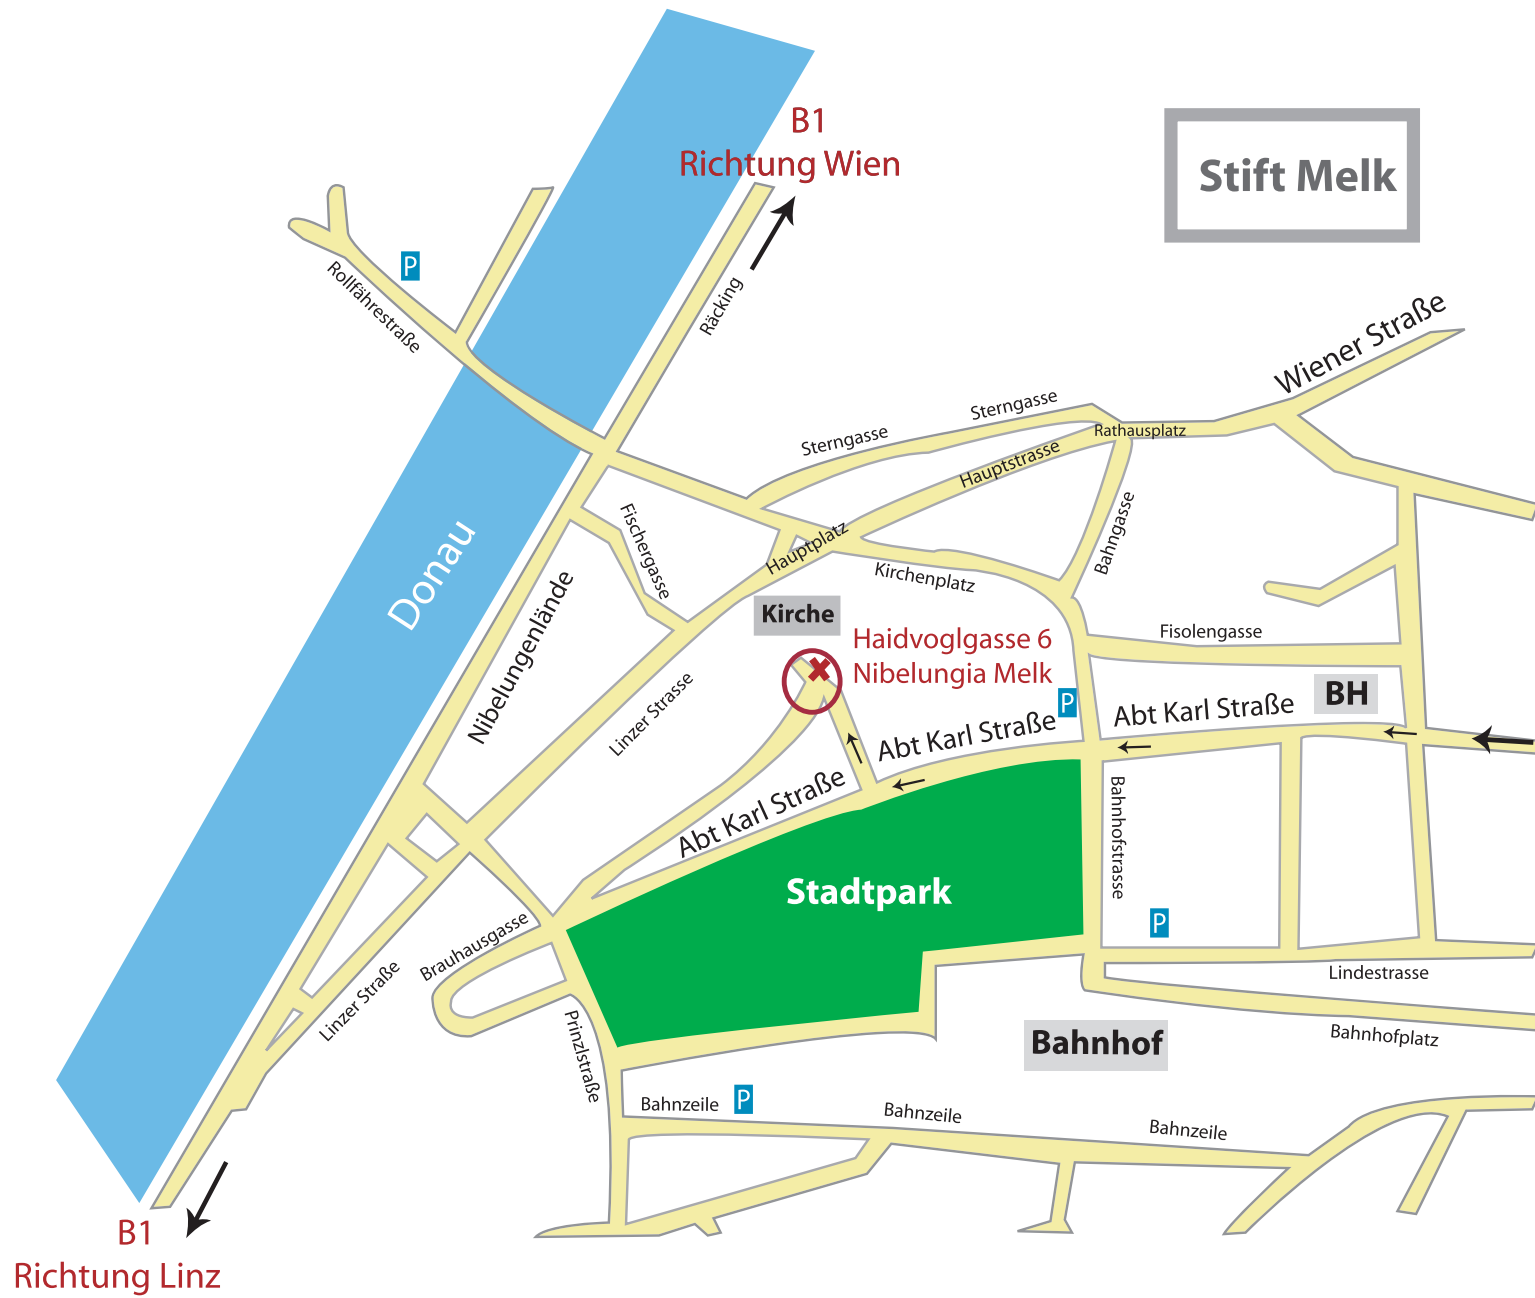 B1
Richtung Wien
Stift Melk
P
Rollfährestraße
Räcking
Wiener Straße
Sterngasse
Sterngasse
Rathausplatz
Hauptstrasse
Fischergasse
Hauptplatz
Bahngasse
Donau
Kirchenplatz
Nibelungenlände
Kirche
Haidvoglgasse 6
Nibelungia Melk
Fisolengasse
Linzer Strasse
P
BH
Abt Karl Straße
Abt Karl Straße
Abt Karl Straße
Bahnhofstrasse
Stadtpark
P
Brauhausgasse
Linzer Straße
Lindestrasse
Prinzlstraße
Bahnhof
Bahnhofplatz
Bahnzeile
P
Bahnzeile
Bahnzeile
B1
Richtung Linz